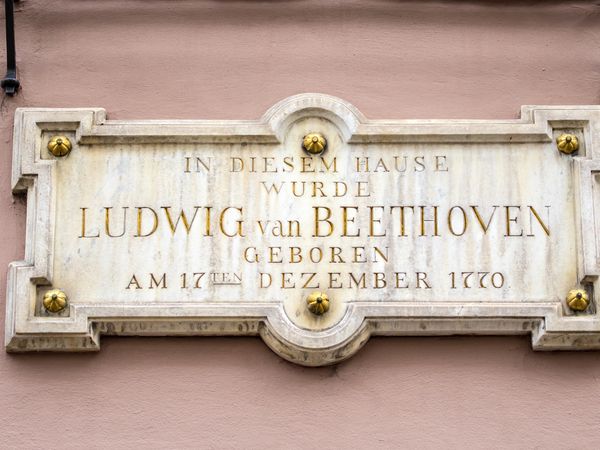 IN DIESEM HAUSE
WURDE
LUDWIG van BEETHOVEN
GEBOREN
AM 17TEN DEZEMBER 1770